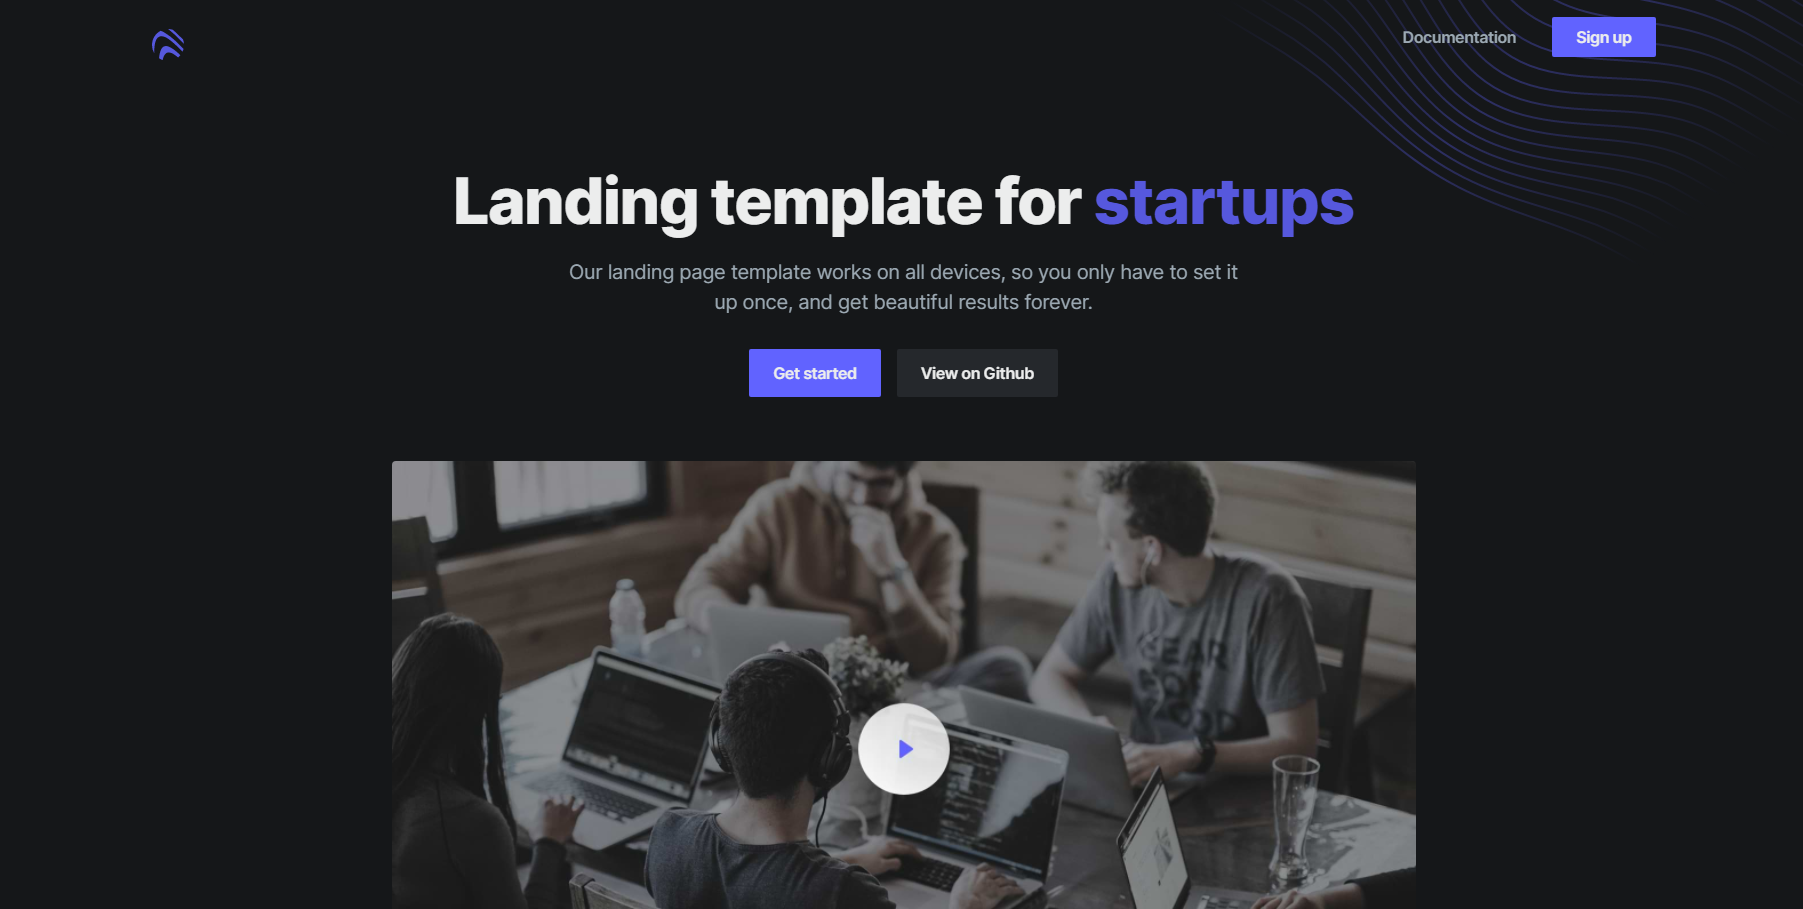 Documentation
Sign up
Landing template for startups
Our landing page template works on all devices, so you only have to set it
up once, and get beautiful results forever.
Get started
View on Github